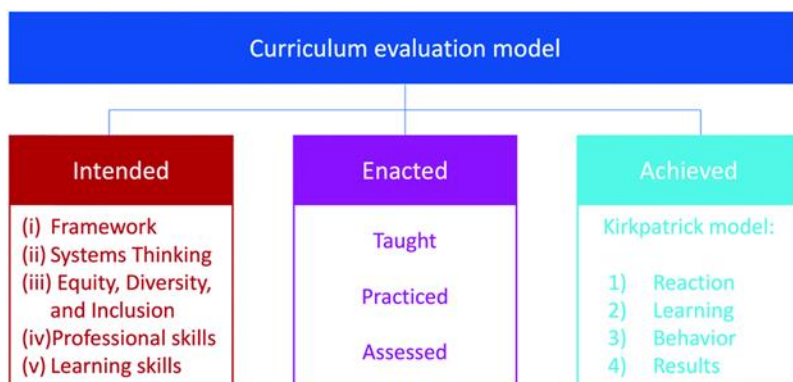 Curriculum evaluation model
Intended
(i) Framework
(ii) Systems Thinking
(iii) Equity, Diversity,
and Inclusion
(iv)Professional skills
(v) Learning skills
Enacted
Taught
Practiced
Assessed
Achieved
Kirkpatrick model:
1) Reaction
2) Learning
3) Behavior
4) Results